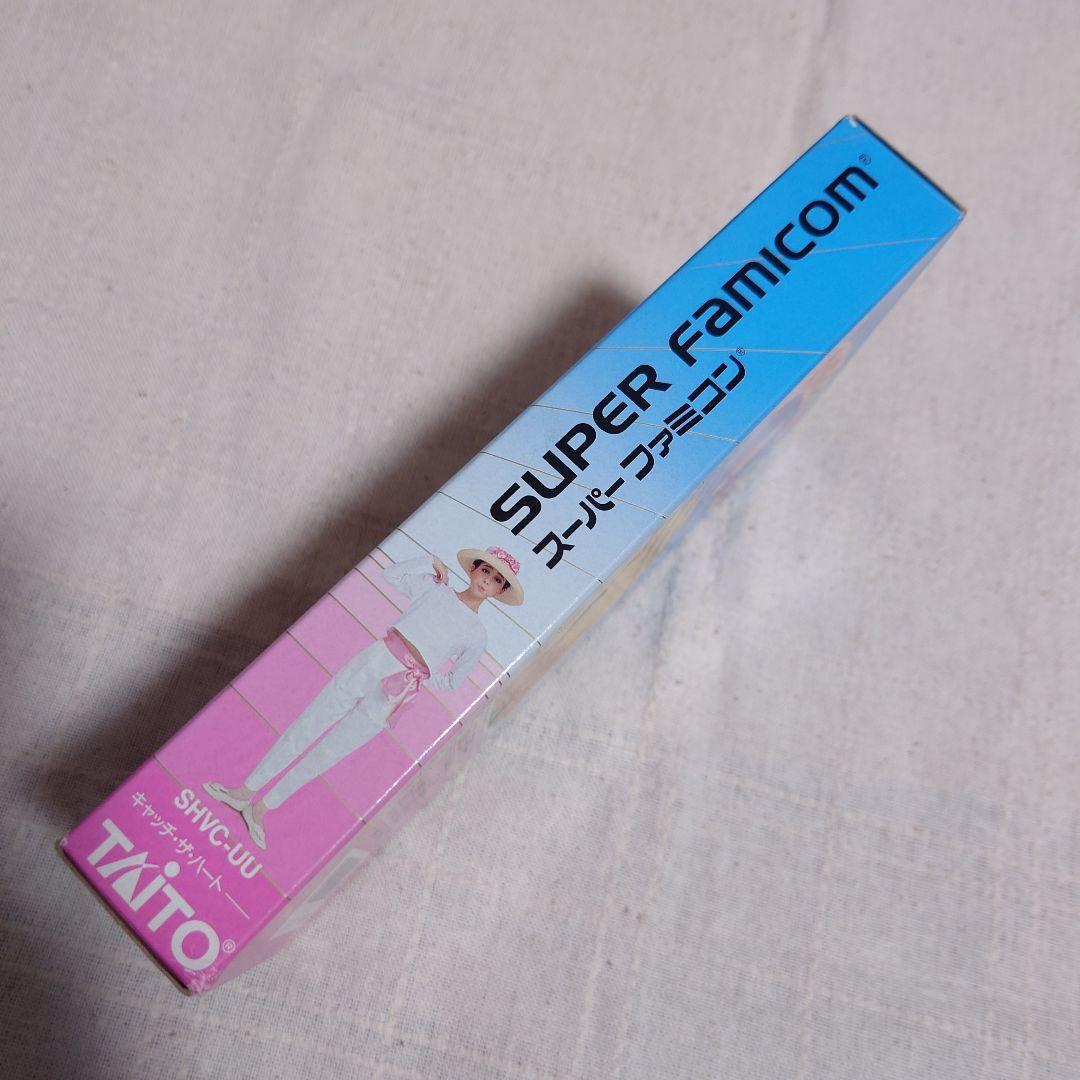 SUPER Famicom®
スーパーファミコン®
SHVC-UU
キャッチ・ザ・ハート
TAITO®